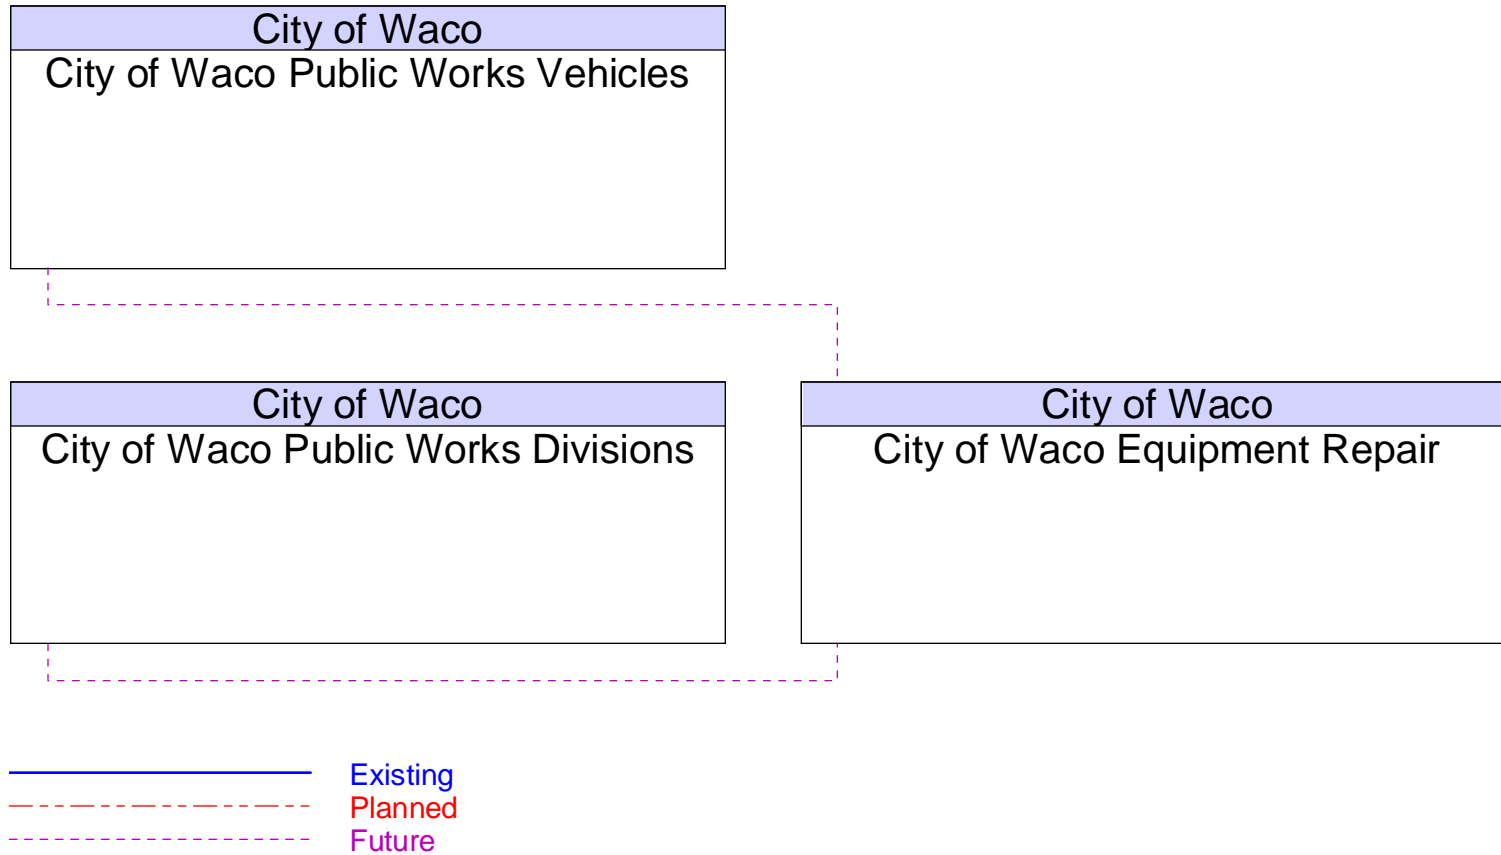 City of Waco
City of Waco Public Works Vehicles
City of Waco
City of Waco Public Works Divisions
City of Waco
City of Waco Equipment Repair
Existing
Planned
Future